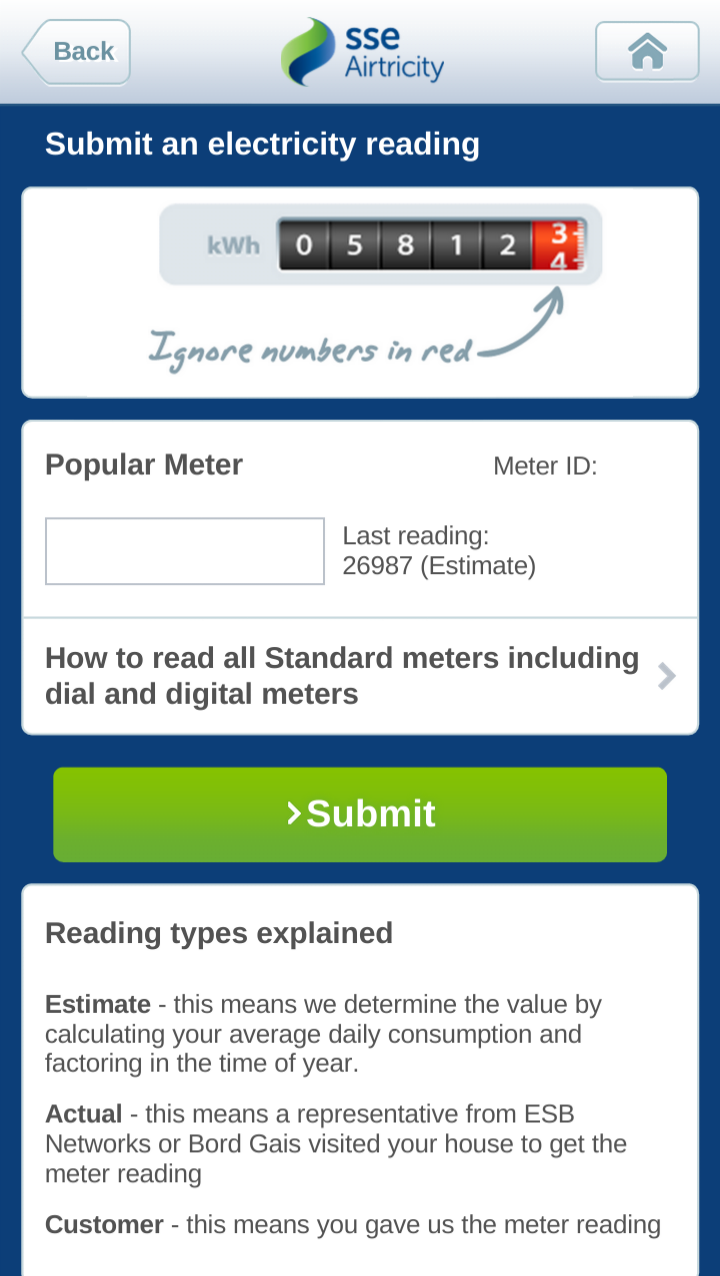 Back
sse
Airtricity
Submit an electricity reading
kWh 0 5 8 1 2 3
4
Ignore numbers in red
Popular Meter
Meter ID:
Last reading:
26987 (Estimate)
How to read all Standard meters including
dial and digital meters
Submit
Reading types explained
Estimate - this means we determine the value by
calculating your average daily consumption and
factoring in the time of year.
Actual - this means a representative from ESB
Networks or Bord Gais visited your house to get the
meter reading
Customer - this means you gave us the meter reading